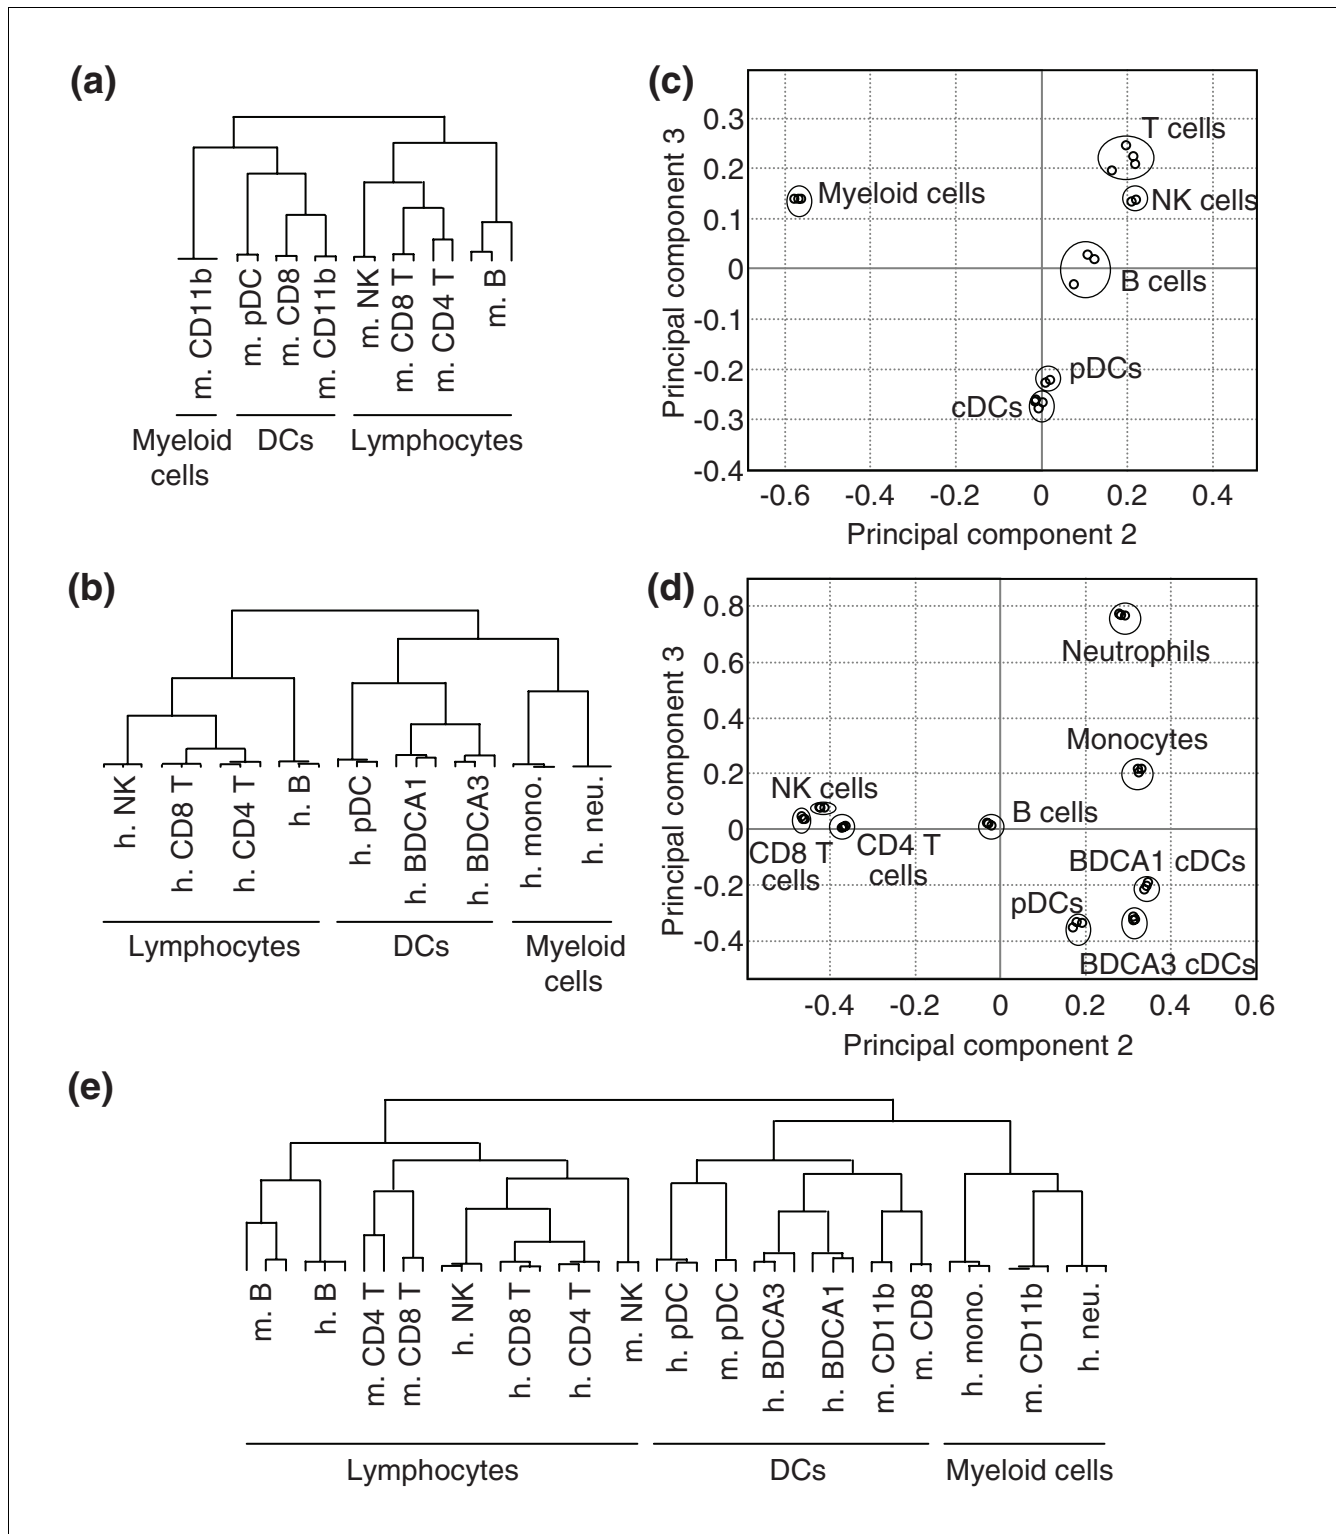 (a)
m. CD11b
m. pDC
m. CD8
m. CD11b
m. NK
m. CD8 T
m. CD4 T
m. B
Myeloid
cells
DCs
Lymphocytes
(c)
Principal component 3
0.3
0.2
0.1
0
-0.1
-0.2
-0.3
-0.4
T cells
Myeloid cells
NK cells
B cells
pDCs
cDCs
-0.6
-0.4
-0.2
0
0.2
0.4
Principal component 2
(b)
h. NK
h. CD8 T
h. CD4 T
h. B
h. pDC
h. BDCA1
h. BDCA3
h. mono.
h. neu.
Lymphocytes
DCs
Myeloid
cells
(d)
Principal component 3
0.8
0.6
0.4
0.2
0
-0.2
-0.4
Neutrophils
Monocytes
NK cells
B cells
CD8 T
cells
CD4 T
cells
BDCA1 cDCs
pDCs
BDCA3 cDCs
-0.4
-0.2
0
0.2
0.4
0.6
Principal component 2
(e)
m. B
h. B
m. CD4 T
m. CD8 T
h. NK
h. CD8 T
h. CD4 T
m. NK
h. pDC
m. pDC
h. BDCA3
h. BDCA1
m. CD11b
m. CD8
h. mono.
m. CD11b
h. neu.
Lymphocytes
DCs
Myeloid cells